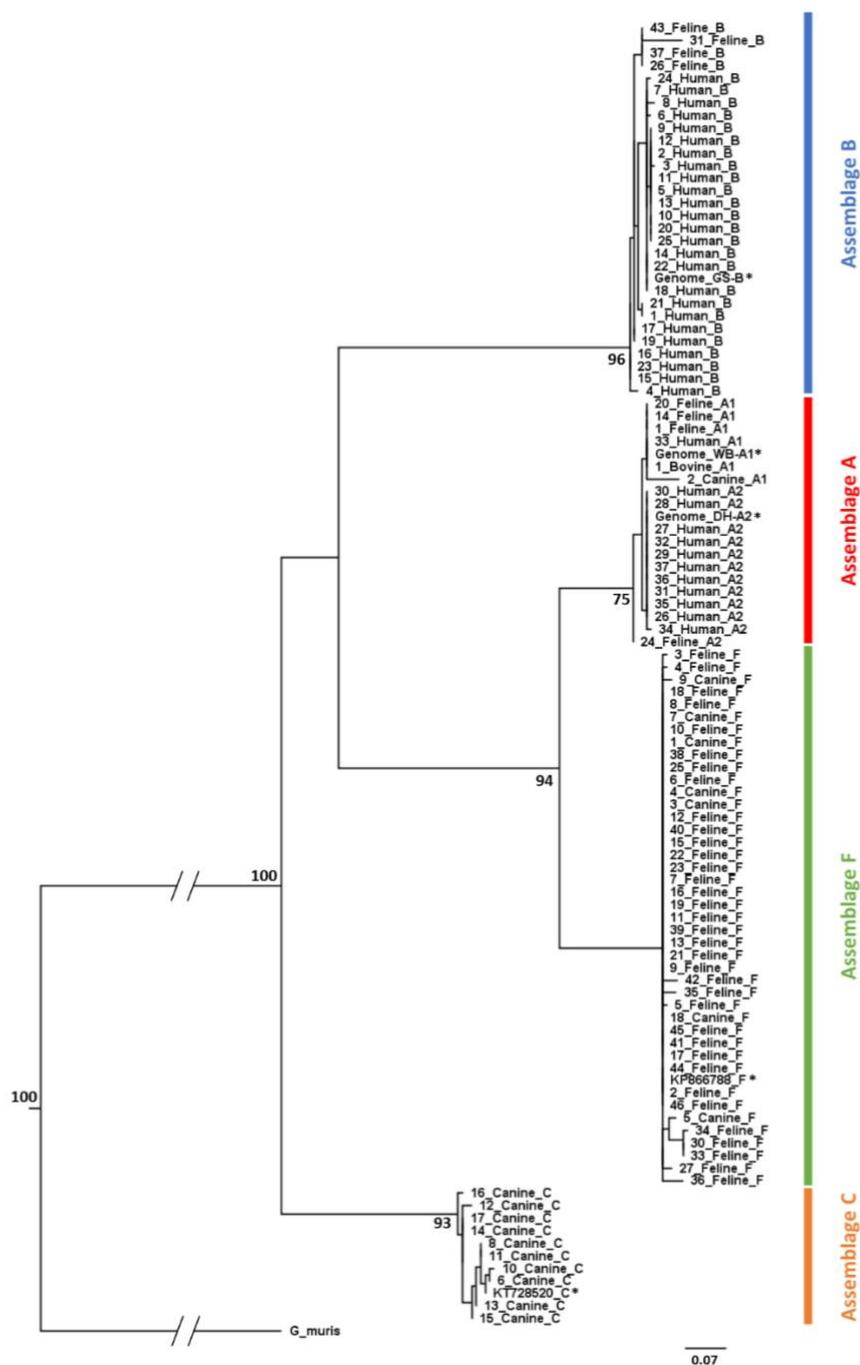 43_Feline_B
31_Feline_B
37_Feline_B
26_Feline_B
24_Human_B
7_Human_B
8_Human_B
6_Human_B
9_Human_B
12_Human_B
2_Human_B
3_Human_B
11_Human_B
5_Human_B
13_Human_B
10_Human_B
20_Human_B
25_Human_B
14_Human_B
22_Human_B
Genome_GS-B*
18_Human_B
21_Human_B
1_Human_B
17_Human_B
19_Human_B
16_Human_B
23_Human_B
15_Human_B
4_Human_B
96
Assemblage B
20_Feline_A1
14_Feline_A1
1_Feline_A1
33_Human_A1
Genome_WB-A1*
1_Bovine_A1
2_Canine_A1
30_Human_A2
28_Human_A2
Genome_DH-A2*
27_Human_A2
32_Human_A2
29_Human_A2
37_Human_A2
36_Human_A2
31_Human_A2
35_Human_A2
26_Human_A2
34_Human_A2
24_Feline_A2
75
Assemblage A
3_Feline_F
4_Feline_F
9_Canine_F
18_Feline_F
8_Feline_F
7_Canine_F
10_Feline_F
1_Canine_F
38_Feline_F
25_Feline_F
6_Feline_F
4_Canine_F
3_Canine_F
12_Feline_F
40_Feline_F
15_Feline_F
22_Feline_F
23_Feline_F
7_Feline_F
16_Feline_F
19_Feline_F
11_Feline_F
39_Feline_F
13_Feline_F
21_Feline_F
9_Feline_F
42_Feline_F
35_Feline_F
5_Feline_F
18_Canine_F
45_Feline_F
41_Feline_F
17_Feline_F
44_Feline_F
KP866788_F*
2_Feline_F
46_Feline_F
5_Canine_F
34_Feline_F
30_Feline_F
33_Feline_F
27_Feline_F
36_Feline_F
94
Assemblage F
100
100
16_Canine_C
12_Canine_C
17_Canine_C
14_Canine_C
8_Canine_C
11_Canine_C
10_Canine_C
6_Canine_C
KT728520_C*
13_Canine_C
15_Canine_C
93
Assemblage C
G_muris
0.07